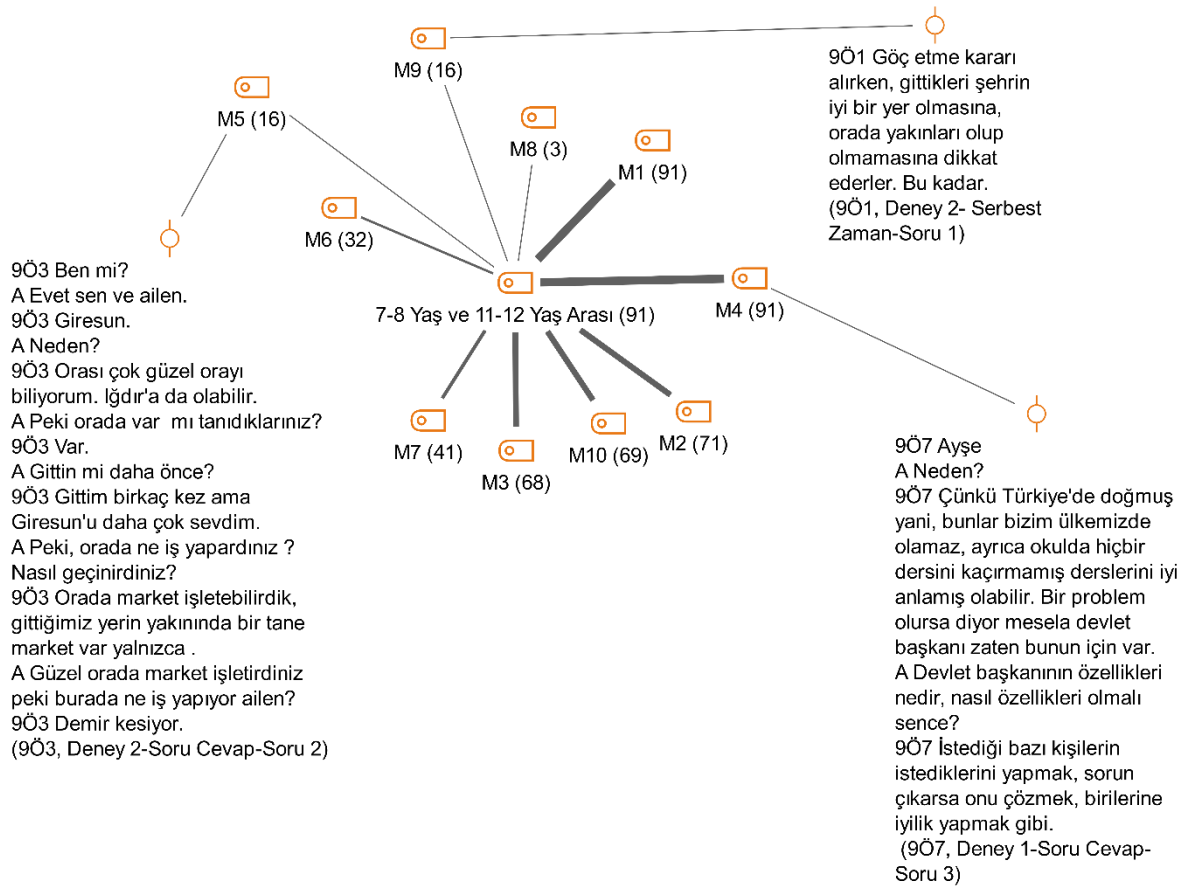 M9 (16)
M5 (16)
M8 (3)
M1 (91)
M6 (32)
7-8 Yaş ve 11-12 Yaş Arası (91)
M4 (91)
M7 (41)
M3 (68)
M10 (69)
M2 (71)
9Ö1 Göç etme kararı
alırken, gittikleri şehrin
iyi bir yer olmasına,
orada yakınları olup
olmamasına dikkat
ederler. Bu kadar.
(9Ö1, Deney 2- Serbest
Zaman-Soru 1)
9Ö3 Ben mi?
A Evet sen ve ailen.
9Ö3 Giresun.
A Neden?
9Ö3 Orası çok güzel orayı
biliyorum. Iğdır'a da olabilir.
A Peki orada var mı tanıdıklarınız?
9Ö3 Var.
A Gittin mi daha önce?
9Ö3 Gittim birkaç kez ama
Giresun'u daha çok sevdim.
A Peki, orada ne iş yapardınız ?
Nasıl geçinirdiniz?
9Ö3 Orada market işletebilirdik,
gittiğimiz yerin yakınında bir tane
market var yalnızca .
A Güzel orada market işletirdiniz
peki burada ne iş yapıyor ailen?
9Ö3 Demir kesiyor.
(9Ö3, Deney 2-Soru Cevap-Soru 2)
9Ö7 Ayşe
A Neden?
9Ö7 Çünkü Türkiye'de doğmuş
yani, bunlar bizim ülkemizde
olamaz, ayrıca okulda hiçbir
dersini kaçırmamış derslerini iyi
anlamış olabilir. Bir problem
olursa diyor mesela devlet
başkanı zaten bunun için var.
A Devlet başkanının özellikleri
nedir, nasıl özellikleri olmalı
sence?
9Ö7 İstediği bazı kişilerin
istediklerini yapmak, sorun
çıkarsa onu çözmek, birilerine
iyilik yapmak gibi.
(9Ö7, Deney 1-Soru Cevap-
Soru 3)